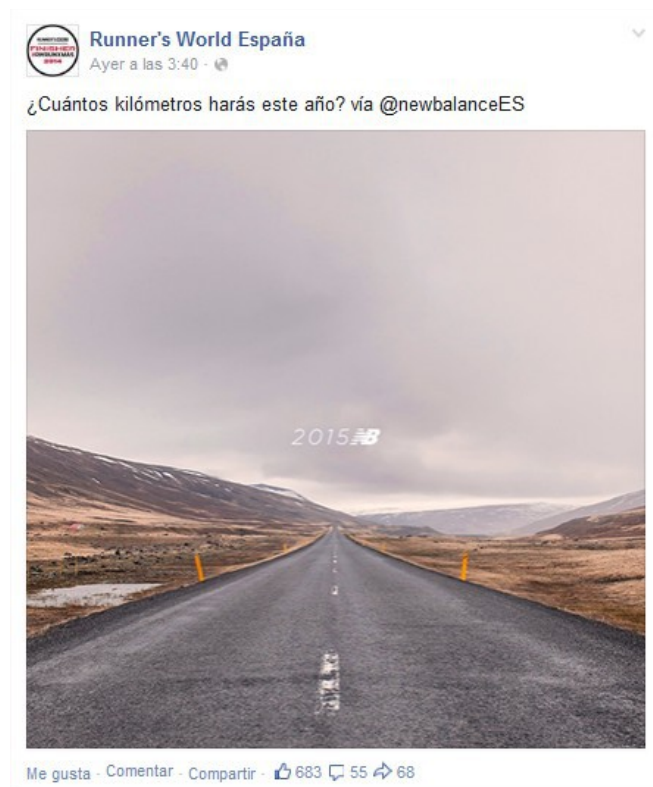 Runner's World España
Ayer a las 3:40 ·
¿Cuántos kilómetros harás este año? vía @newbalanceES
2015 NB
Me gusta · Comentar · Compartir · 683 55 68